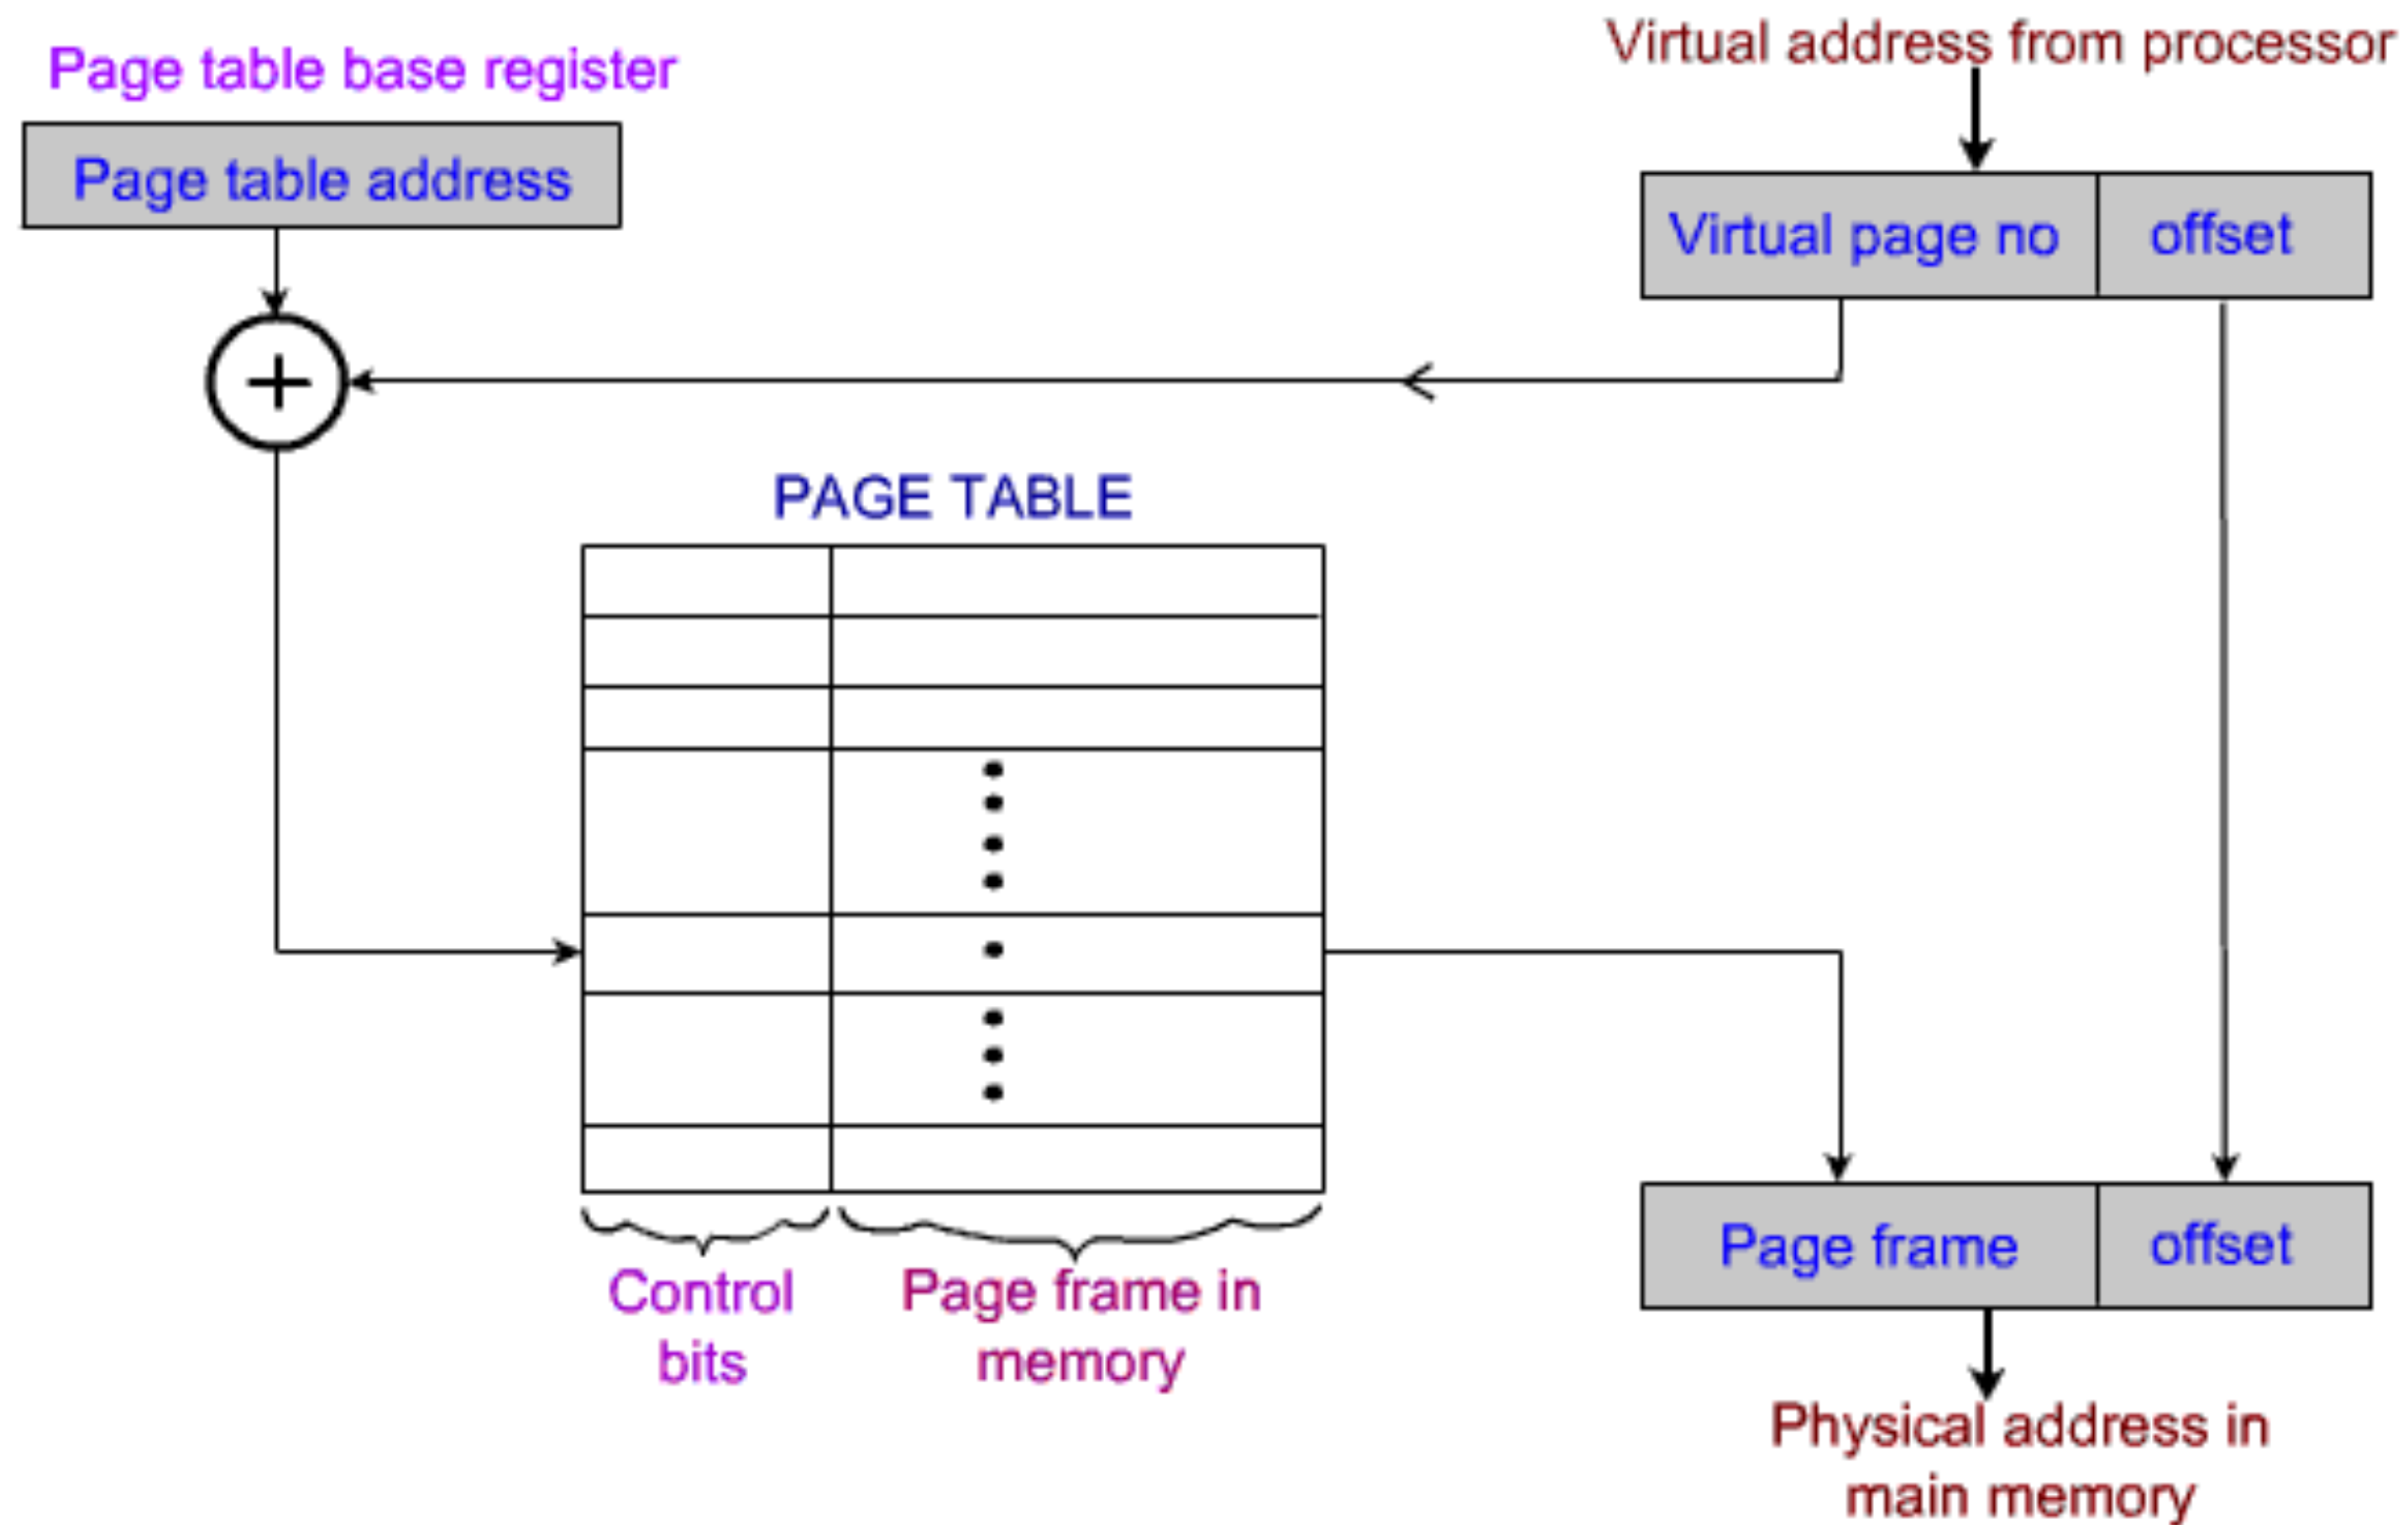 Page table base register
Virtual address from processor
Page table address
Virtual page no
offset
+
PAGE TABLE
Control
bits
Page frame in
memory
Page frame
offset
Physical address in
main memory